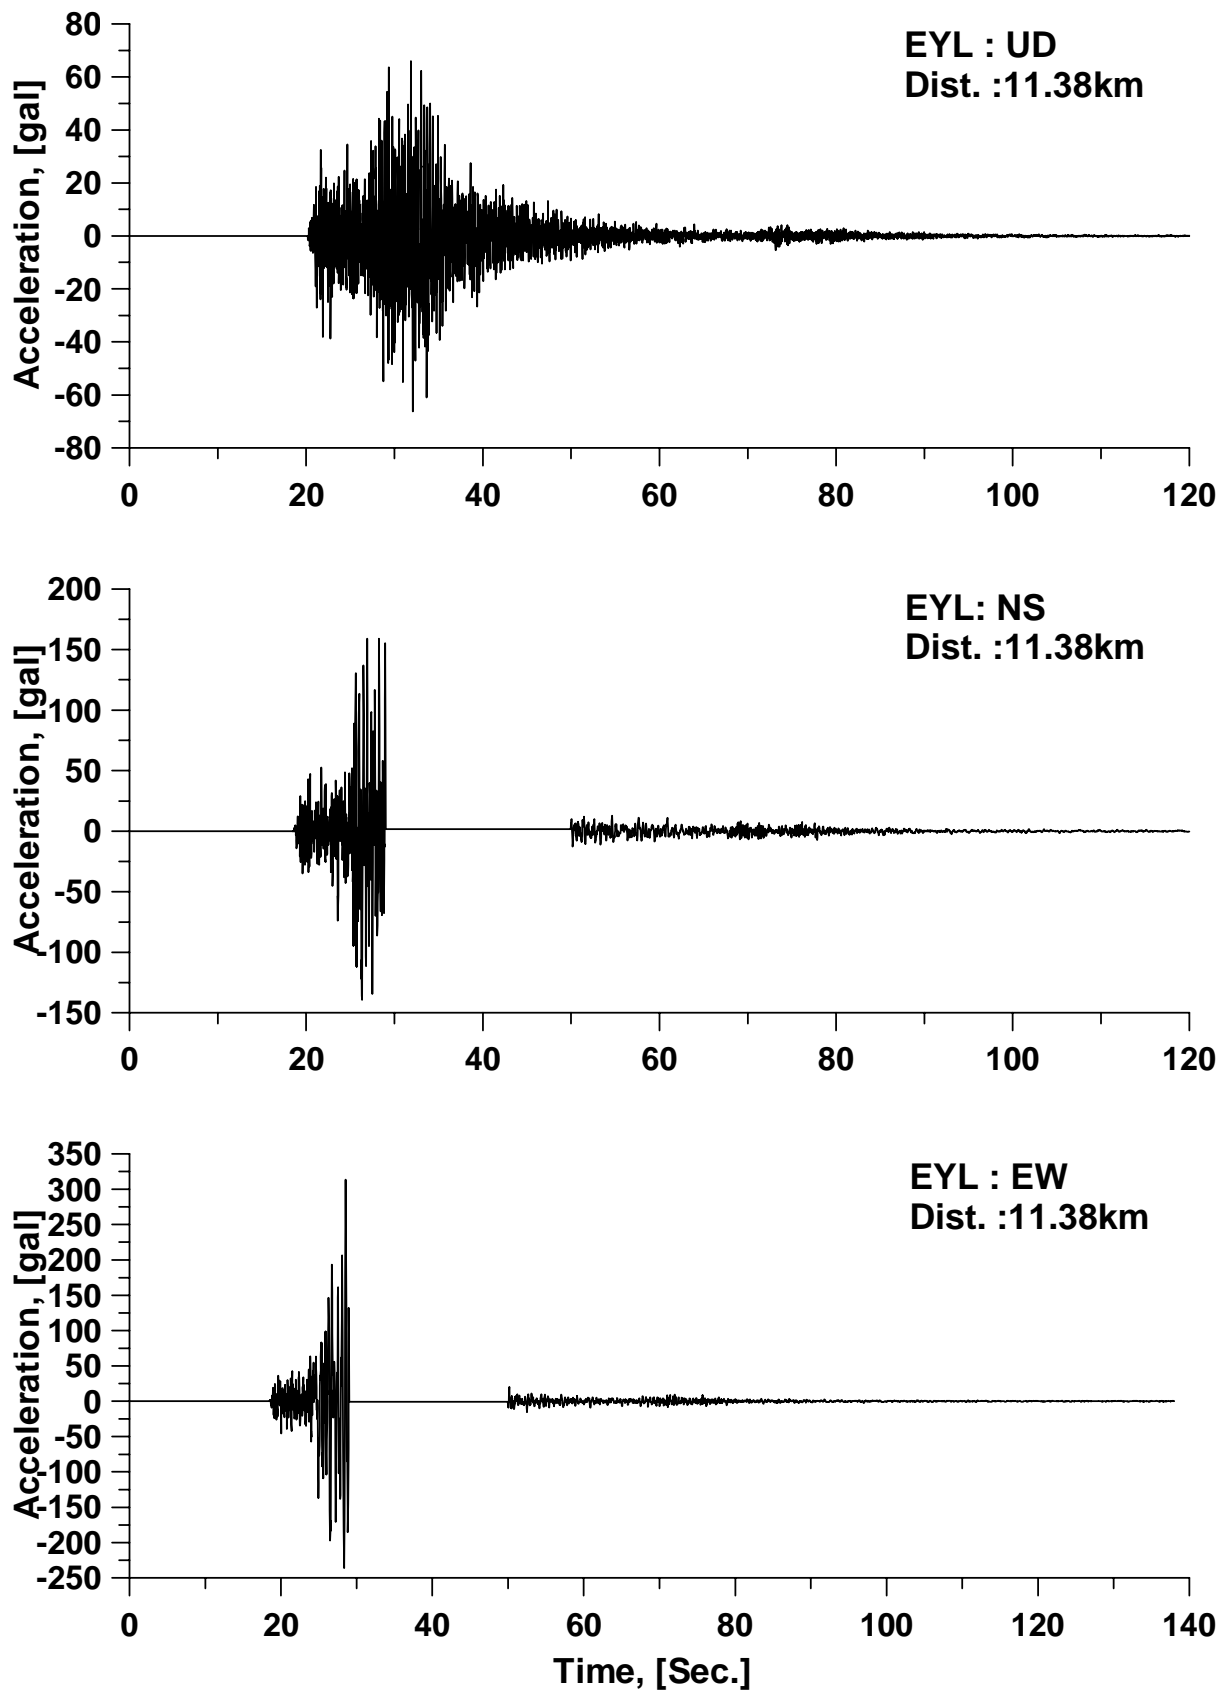 80
60
40
20
0
-20
-40
-60
-80
Acceleration, [gal]
EYL : UD
Dist. :11.38km
0 20 40 60 80 100 120
200
150
100
50
0
-50
-100
-150
Acceleration, [gal]
EYL: NS
Dist. :11.38km
0 20 40 60 80 100 120
350
300
250
200
150
100
50
0
-50
-100
-150
-200
-250
Acceleration, [gal]
EYL : EW
Dist. :11.38km
0 20 40 60 80 100 120 140
Time, [Sec.]